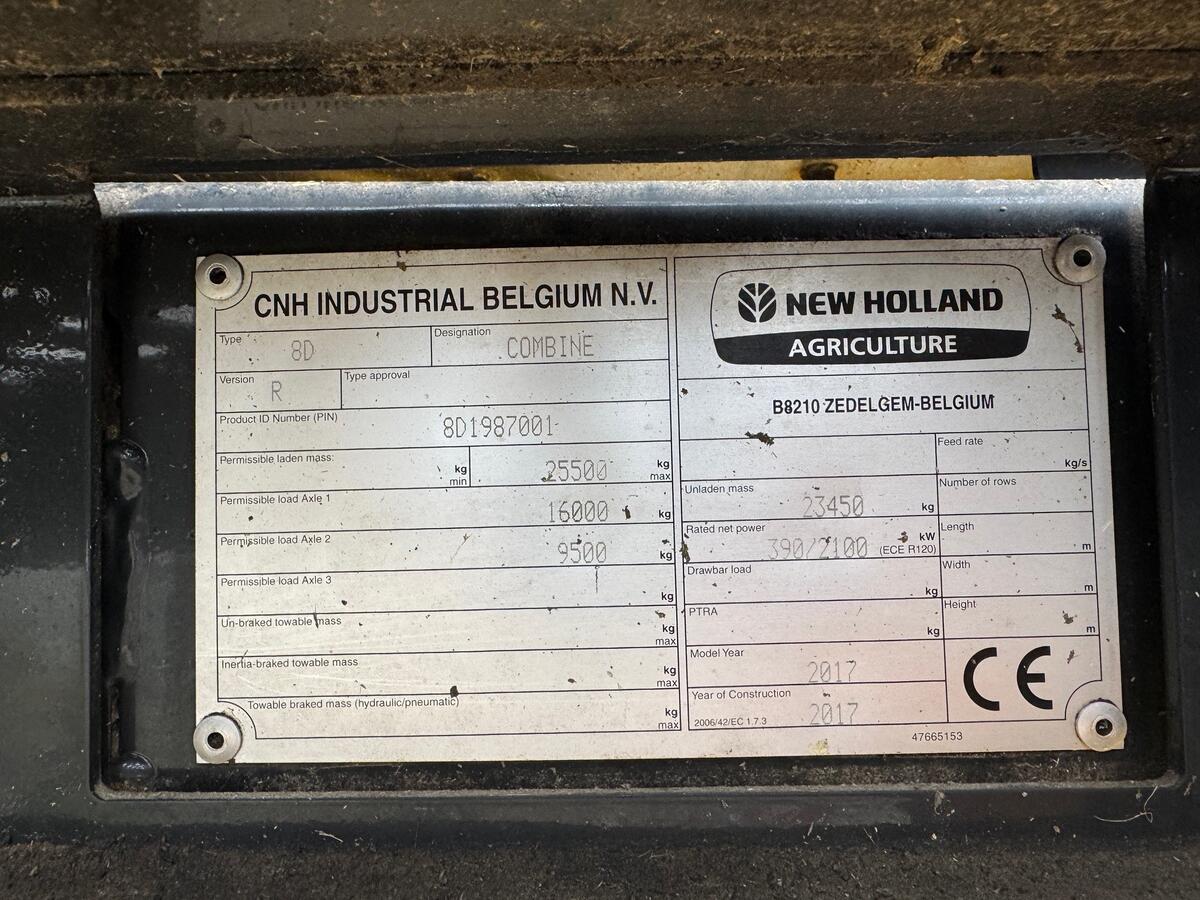 CNH INDUSTRIAL BELGIUM N.V.
Type 8D Designation COMBINE
Version R Type approval
Product ID Number (PIN) 8D1987001
Permissible laden mass: kg min 25500 kg max
Permissible load Axle 1 16000 kg
Permissible load Axle 2 9500 kg
Permissible load Axle 3 kg
Un-braked towable mass kg max
Inertia-braked towable mass kg max
Towable braked mass (hydraulic/pneumatic) kg max
NEW HOLLAND
AGRICULTURE
B8210 ZEDELGEM-BELGIUM
Feed rate kg/s
Unladen mass 23450 kg Number of rows
Rated net power 390/2100 kW (ECE R120) Length m
Drawbar load kg Width m
PTRA kg Height m
Model Year 2017
Year of Construction 2017
2006/42/EC 1.7.3
CE
47665153